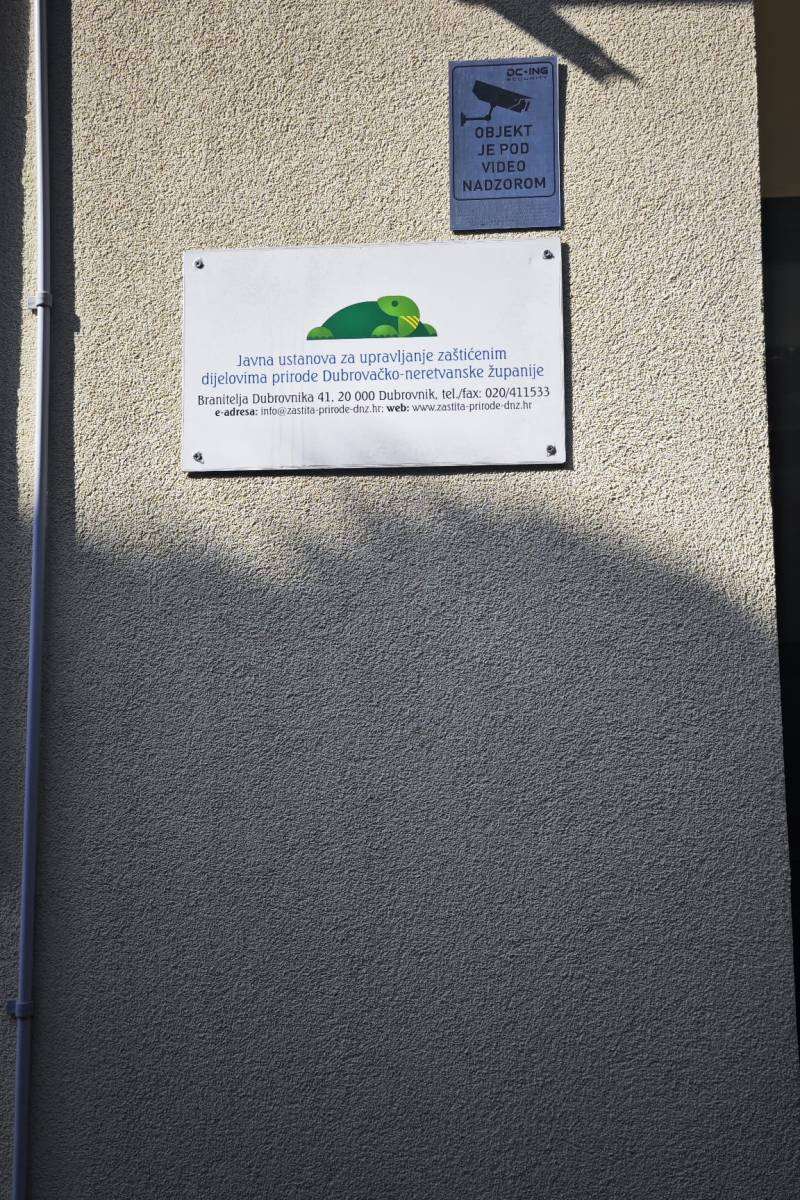 DC-ING
SECURITY
OBJEKT
JE POD
VIDEO
NADZOROM
Javna ustanova za upravljanje zaštićenim
dijelovima prirode Dubrovačko-neretvanske županije
Branitelja Dubrovnika 41, 20 000 Dubrovnik, tel./fax: 020/411533
e-adresa: info@zastita-prirode-dnz.hr; web: www.zastita-prirode-dnz.hr